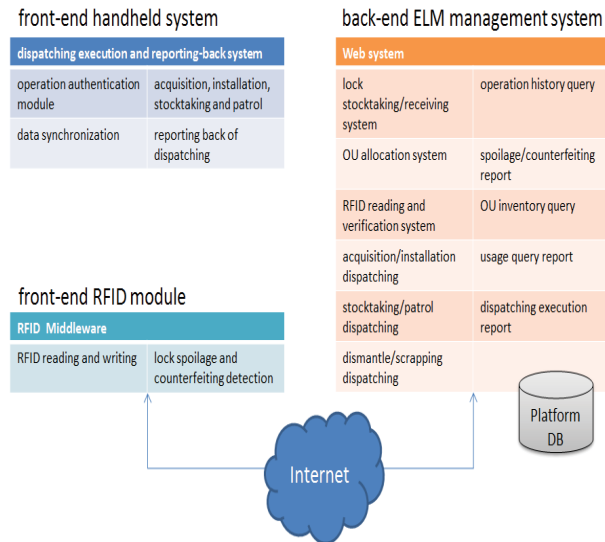 front-end handheld system
dispatching execution and reporting-back system
operation authentication
module
acquisition, installation,
stocktaking and patrol
data synchronization
reporting back of
dispatching
front-end RFID module
RFID Middleware
RFID reading and writing
lock spoilage and
counterfeiting detection
back-end ELM management system
Web system
lock
stocktaking/receiving
system
operation history query
OU allocation system
spoilage/counterfeiting
report
RFID reading and
verification system
OU inventory query
acquisition/installation
dispatching
usage query report
stocktaking/patrol
dispatching
dispatching execution
report
dismantle/scrapping
dispatching
Platform
DB
Internet